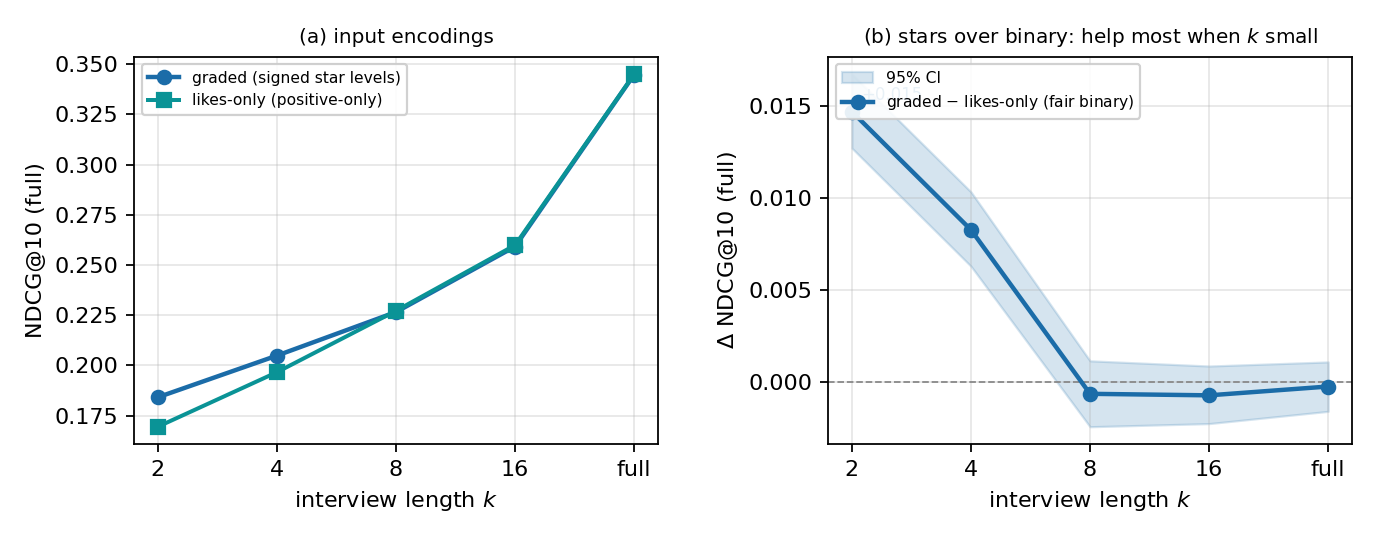 (a) input encodings
NDCG@10 (full)
0.350
0.325
0.300
0.275
0.250
0.225
0.200
0.175
graded (signed star levels)
likes-only (positive-only)
2 4 8 16 full
interview length k
(b) stars over binary: help most when k small
Δ NDCG@10 (full)
0.015
0.010
0.005
0.000
95% CI
+0.015
graded − likes-only (fair binary)
2 4 8 16 full
interview length k